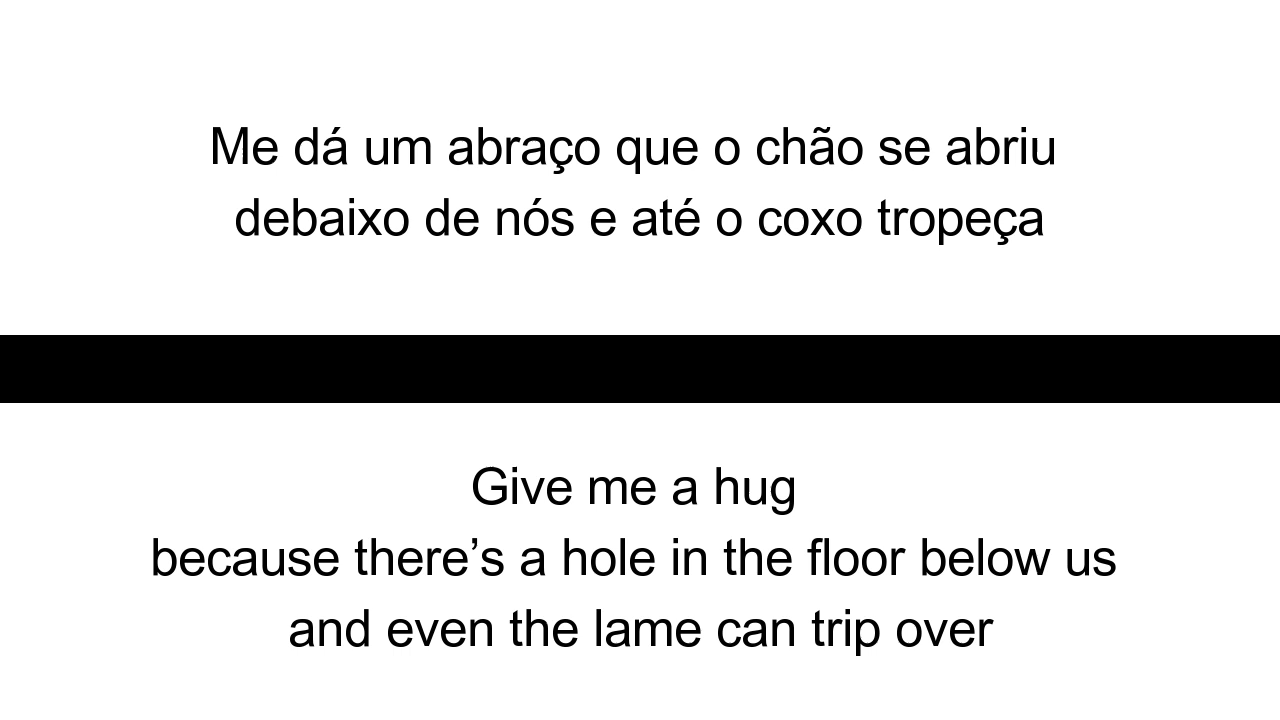 Me dá um abraço que o chão se abriu
debaixo de nós e até o coxo tropeça
Give me a hug
because there’s a hole in the floor below us
and even the lame can trip over